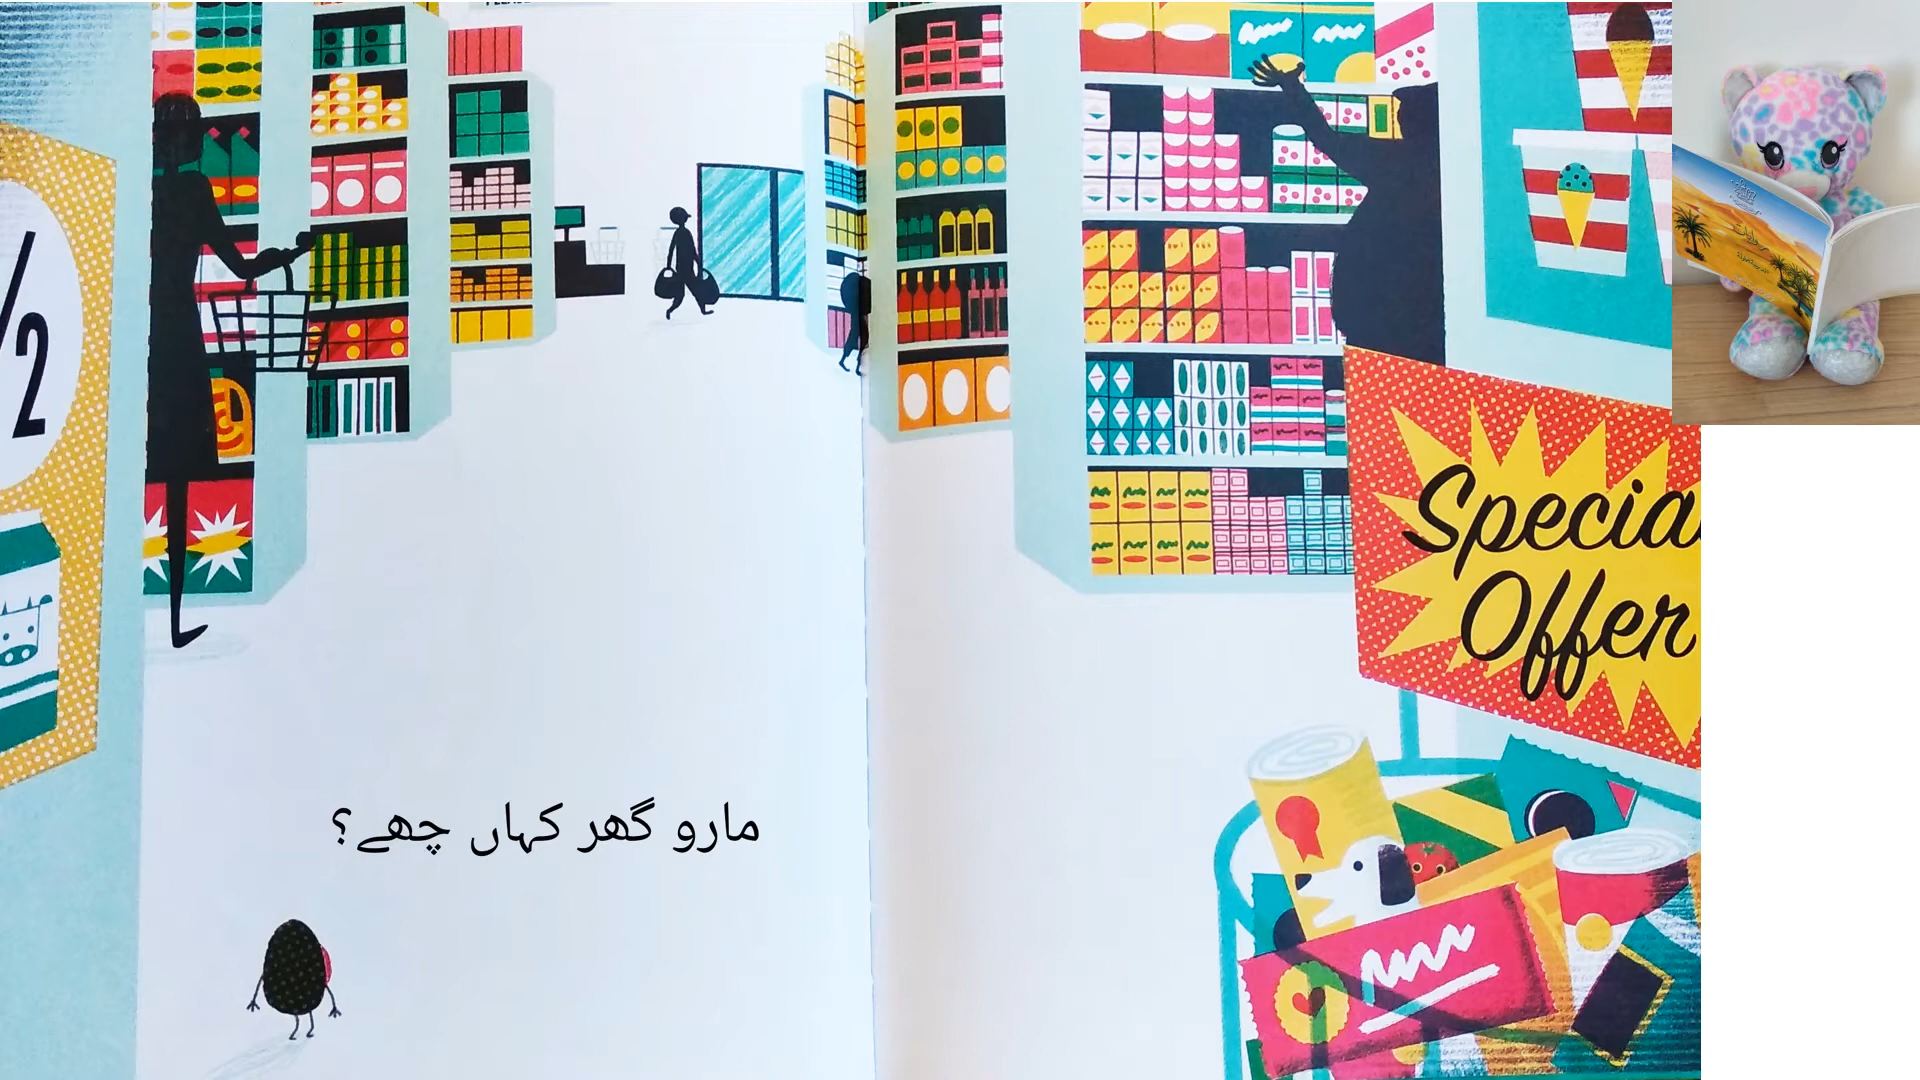 1/2
مارو گھر کہاں چھے؟
Special
Offer